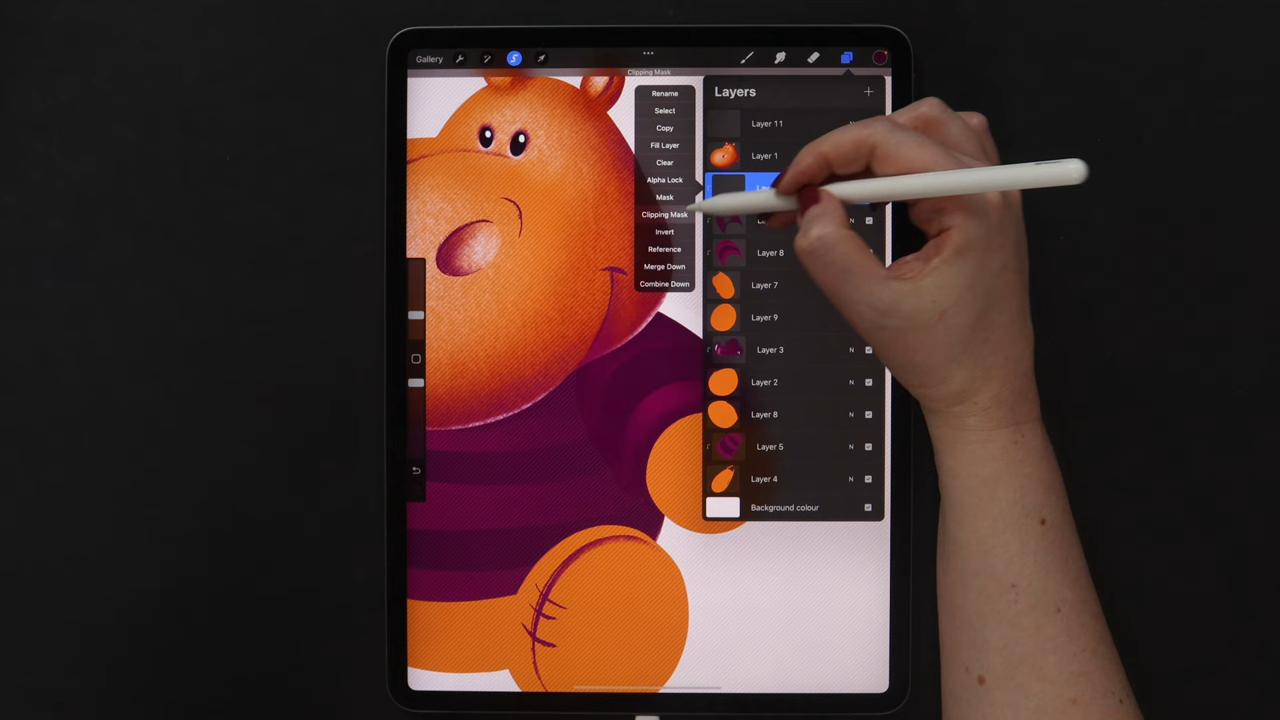 Gallery
Clipping Mask
Rename
Select
Copy
Fill Layer
Clear
Alpha Lock
Mask
Clipping Mask
Invert
Reference
Merge Down
Combine Down
Layers
Layer 11
Layer 1
Layer 8
Layer 7
Layer 9
Layer 3 N
Layer 2 N
Layer 8 N
Layer 5 N
Layer 4 N
Background colour